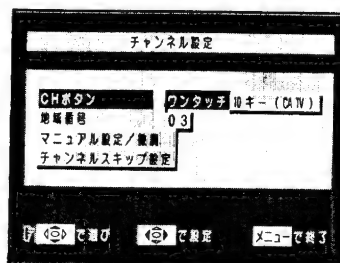 チャンネル設定
CHボタン ワンタッチ 10キー(CATV)
地域番号 03
マニュアル設定/微調
チャンネルスキップ設定
で選び で設定 メニューで終了